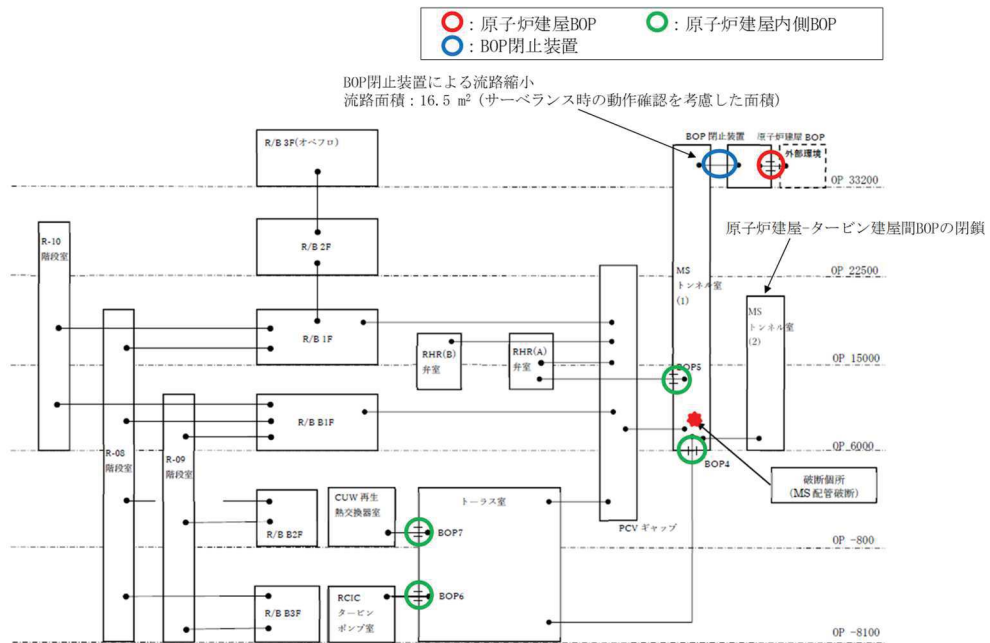 ：原子炉建屋BOP
：原子炉建屋内側BOP
：BOP閉止装置
BOP閉止装置による流路縮小
流路面積：16.5 m²（サーベランス時の動作確認を考慮した面積）
BOP 閉止装置
原子炉建屋 BOP
外部環境
R/B 3F(オペフロ)
OP 33200
原子炉建屋-タービン建屋間BOPの閉鎖
R/B 2F
R-10
階段室
OP 22500
MS
トンネル室
(1)
MS
トンネル室
(2)
R/B 1F
RHR(B)
弁室
RHR(A)
弁室
OP 15000
BOP5
R/B B1F
OP 6000
R-08
階段室
R-09
階段室
BOP4
破断個所
(MS 配管破断)
CUW 再生
熱交換器室
トーラス室
R/B B2F
BOP7
PCV ギャップ
OP -800
RCIC
タービン
ポンプ室
BOP6
R/B B3F
OP -8100